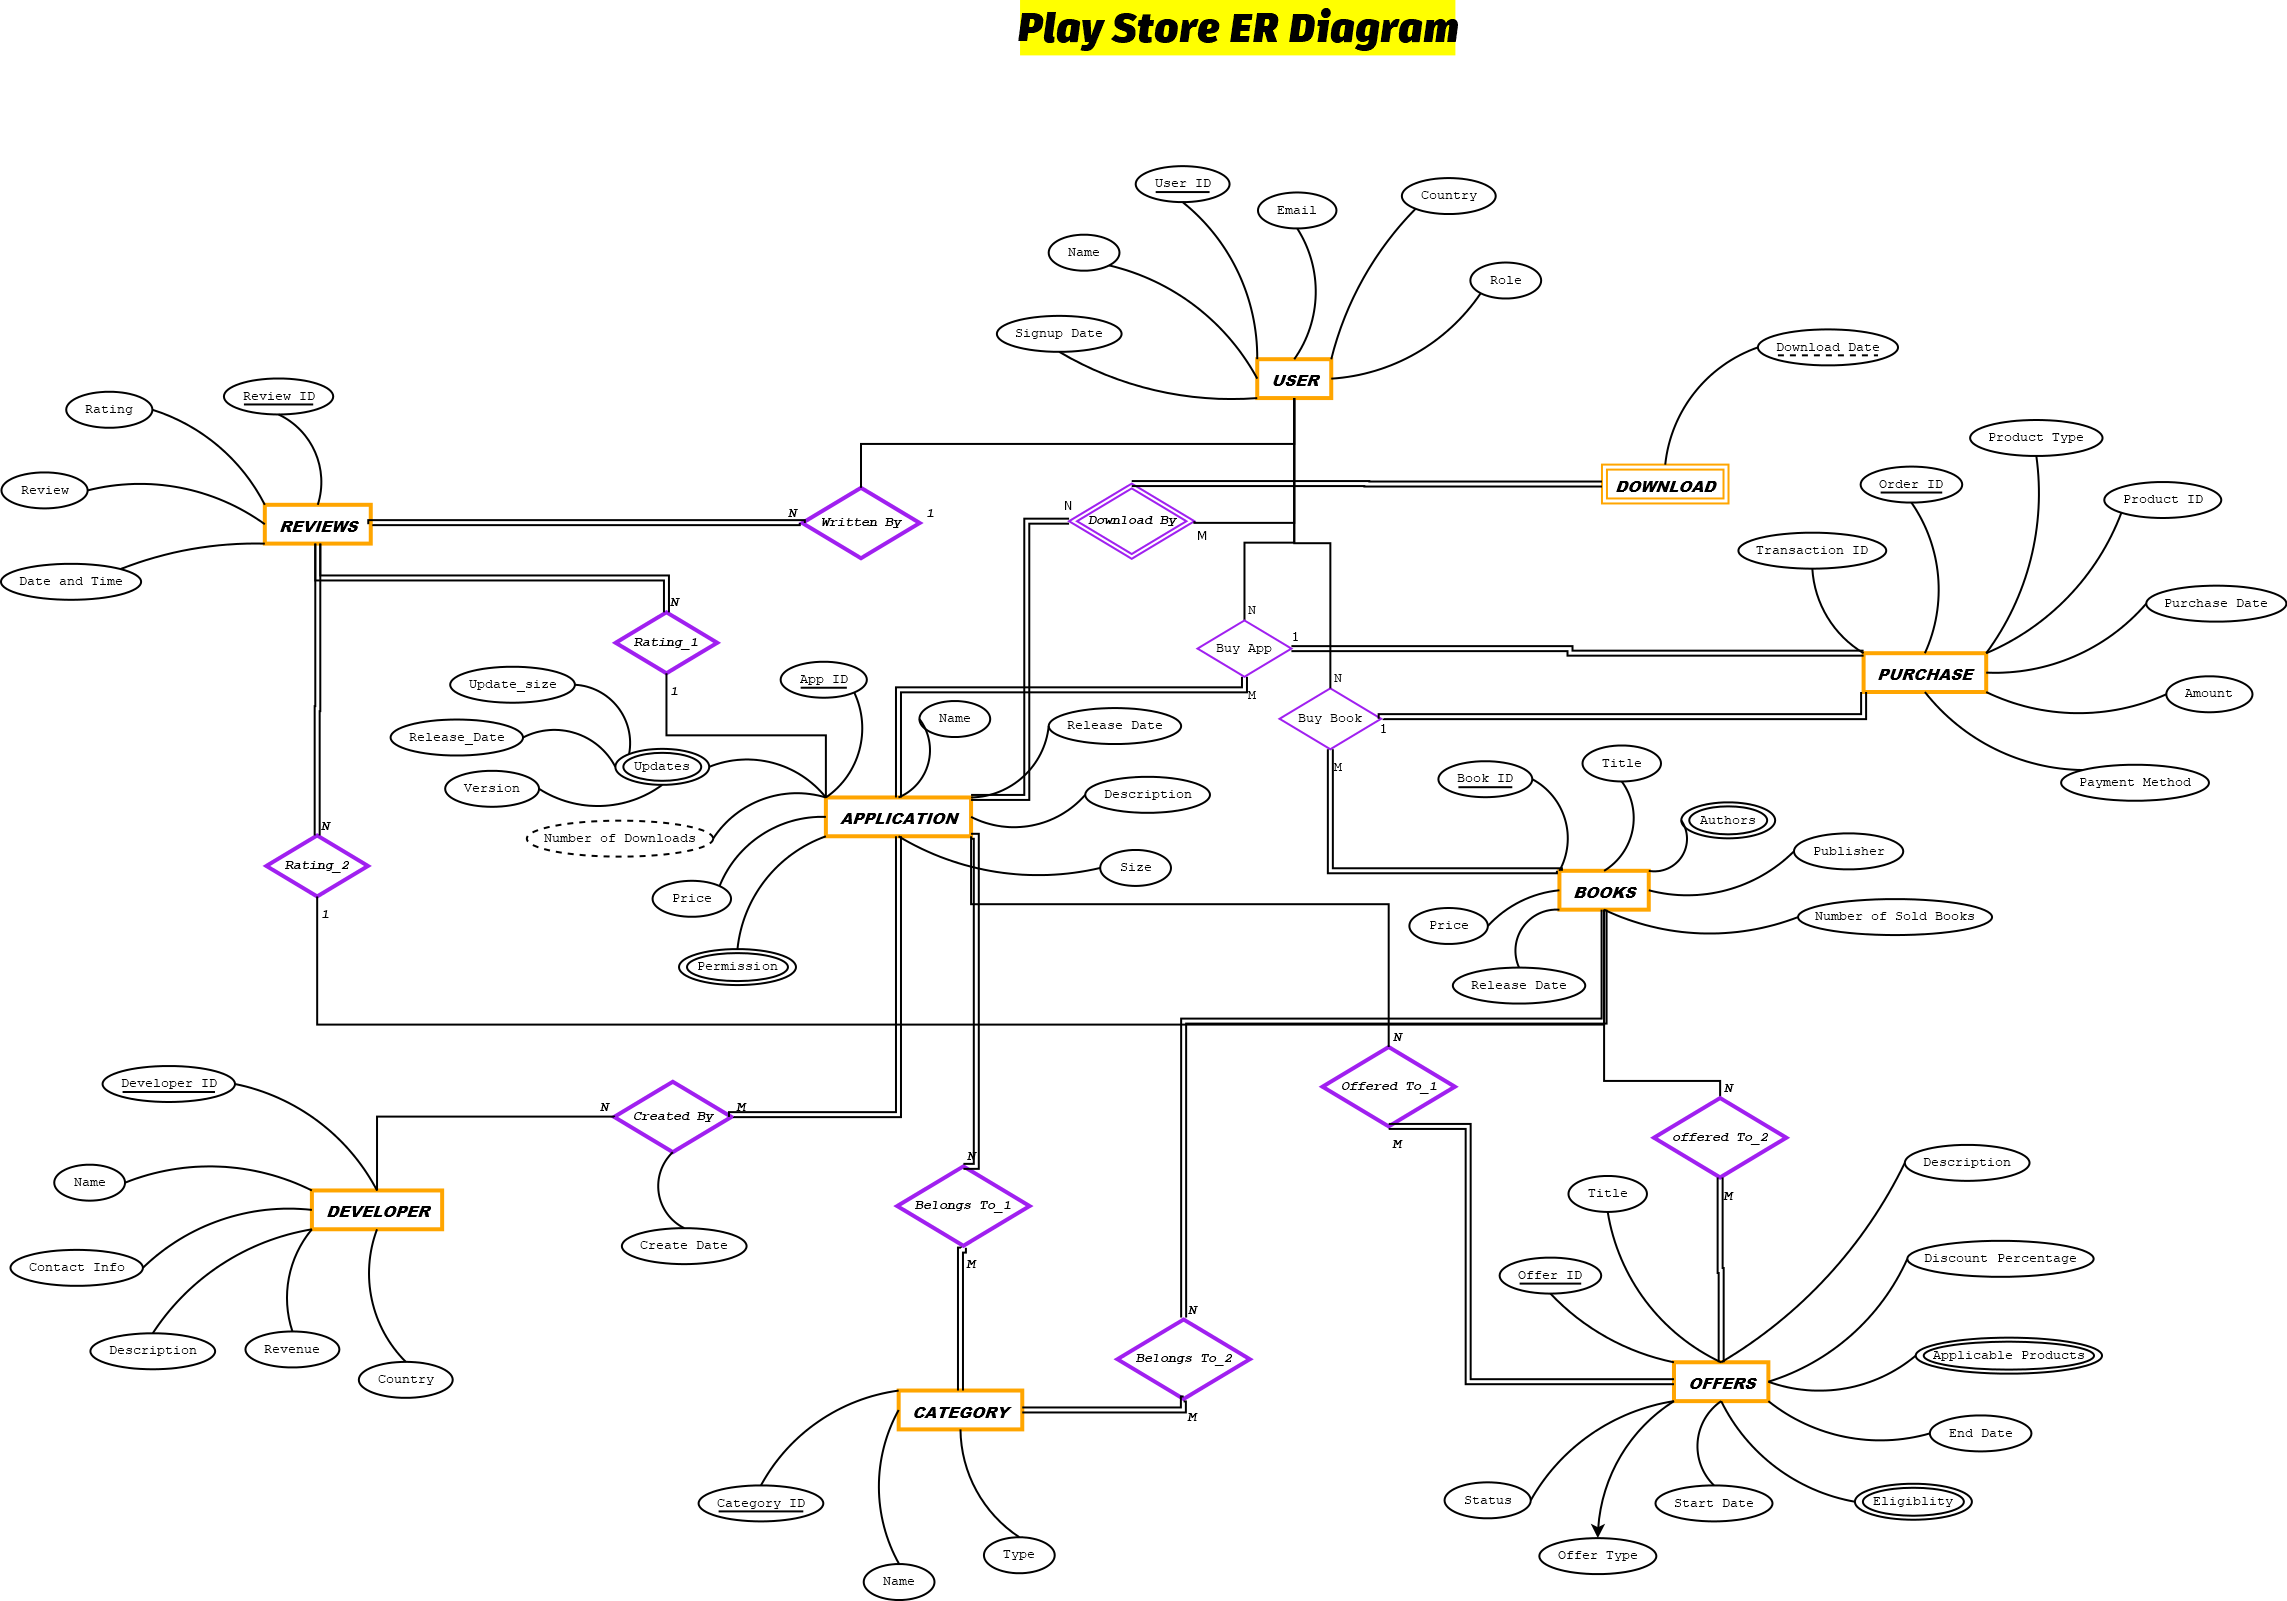 Play Store ER Diagram
User ID
Email
Country
Name
Role
Signup Date
USER
Download Date
DOWNLOAD
Rating
Review ID
Review
REVIEWS
Date and Time
N
Written By
1
N
Download By
M
Product Type
Order ID
Product ID
Transaction ID
Purchase Date
PURCHASE
Amount
Payment Method
N
Rating_1
1
N
Buy App
1
M
N
Buy Book
1
M
Update_size
Release_Date
Updates
Version
App ID
Name
Release Date
Description
APPLICATION
Number of Downloads
Size
Price
Permission
N
Rating_2
1
Book ID
Title
Authors
Publisher
BOOKS
Number of Sold Books
Price
Release Date
Developer ID
Name
DEVELOPER
Contact Info
Description
Revenue
Country
N
Created By
M
Create Date
N
Belongs To_1
M
N
Offered To_1
M
N
offered To_2
M
N
Belongs To_2
M
CATEGORY
Category ID
Type
Name
Description
Title
Offer ID
Discount Percentage
Applicable Products
OFFERS
End Date
Status
Start Date
Eligiblity
Offer Type